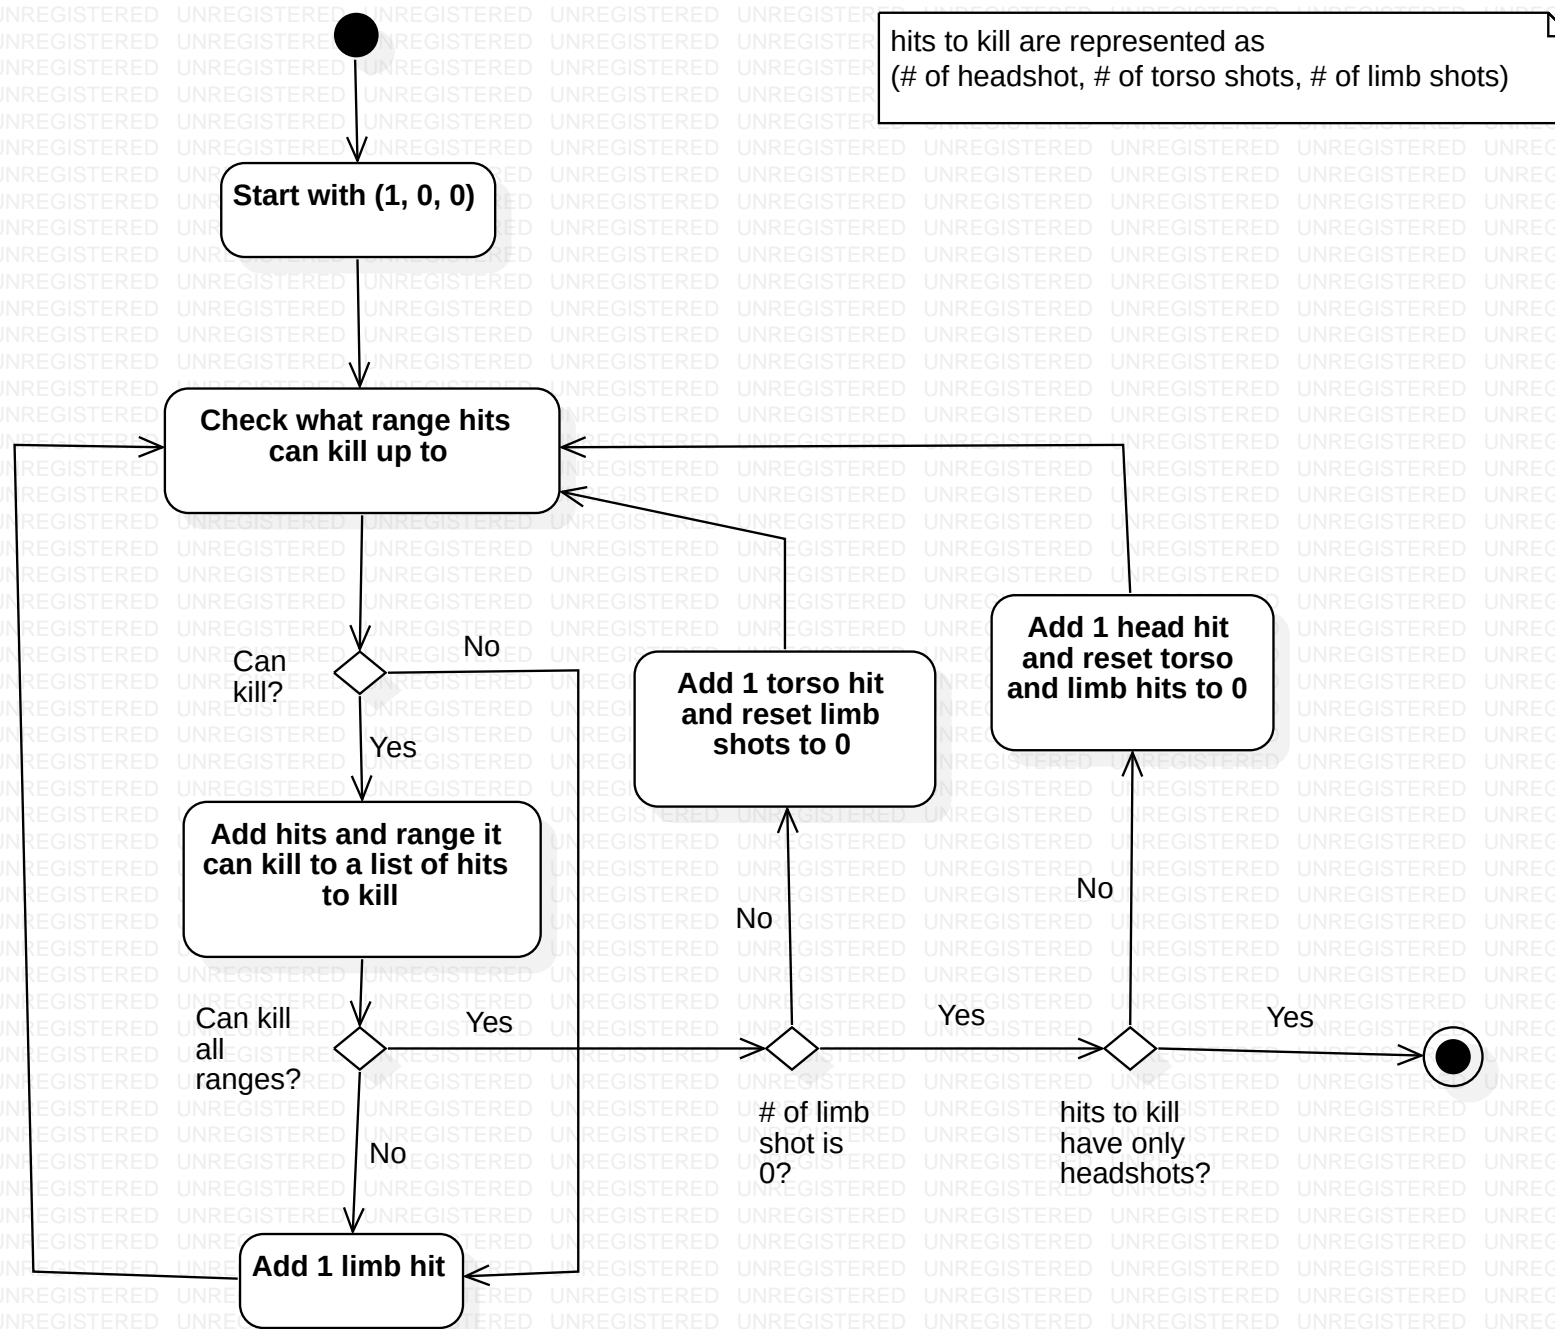 hits to kill are represented as
(# of headshot, # of torso shots, # of limb shots)
Start with (1, 0, 0)
Check what range hits
can kill up to
Can
kill?
No
Yes
Add 1 torso hit
and reset limb
shots to 0
Add 1 head hit
and reset torso
and limb hits to 0
Add hits and range it
can kill to a list of hits
to kill
No
No
Can kill
all
ranges?
Yes
Yes
Yes
# of limb
shot is
0?
hits to kill
have only
headshots?
No
Add 1 limb hit
UNREGISTERED